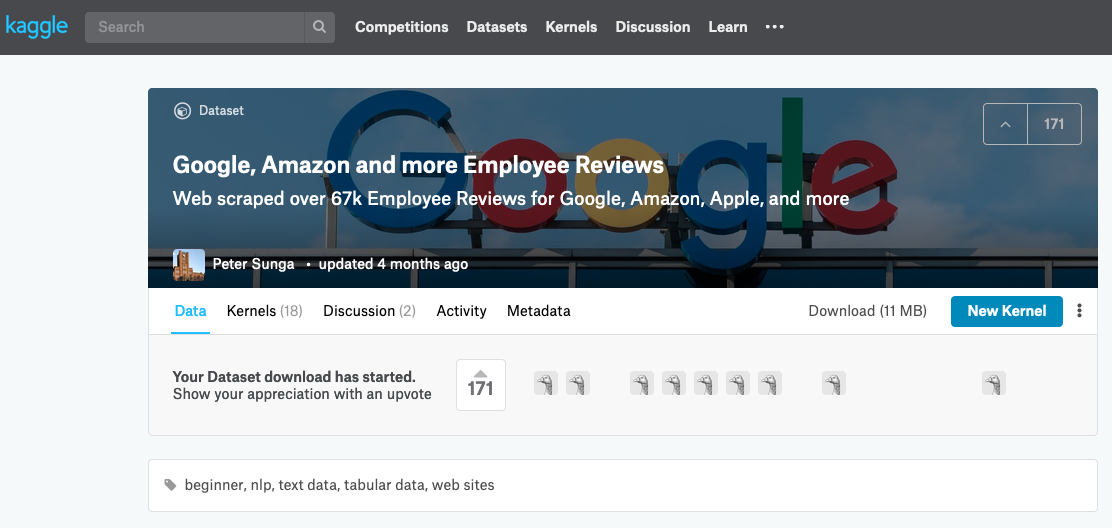 kaggle Search Competitions Datasets Kernels Discussion Learn
Dataset
171
Google
Google, Amazon and more Employee Reviews
Web scraped over 67k Employee Reviews for Google, Amazon, Apple, and more
Peter Sunga • updated 4 months ago
Data Kernels (18) Discussion (2) Activity Metadata Download (11 MB) New Kernel
Your Dataset download has started.
Show your appreciation with an upvote
171
beginner, nlp, text data, tabular data, web sites